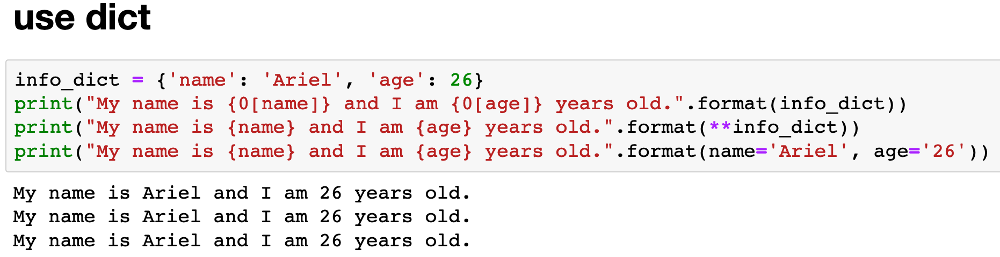 use dict
info_dict = {'name': 'Ariel', 'age': 26}
print("My name is {0[name]} and I am {0[age]} years old.".format(info_dict))
print("My name is {name} and I am {age} years old.".format(**info_dict))
print("My name is {name} and I am {age} years old.".format(name='Ariel', age='26'))
My name is Ariel and I am 26 years old.
My name is Ariel and I am 26 years old.
My name is Ariel and I am 26 years old.